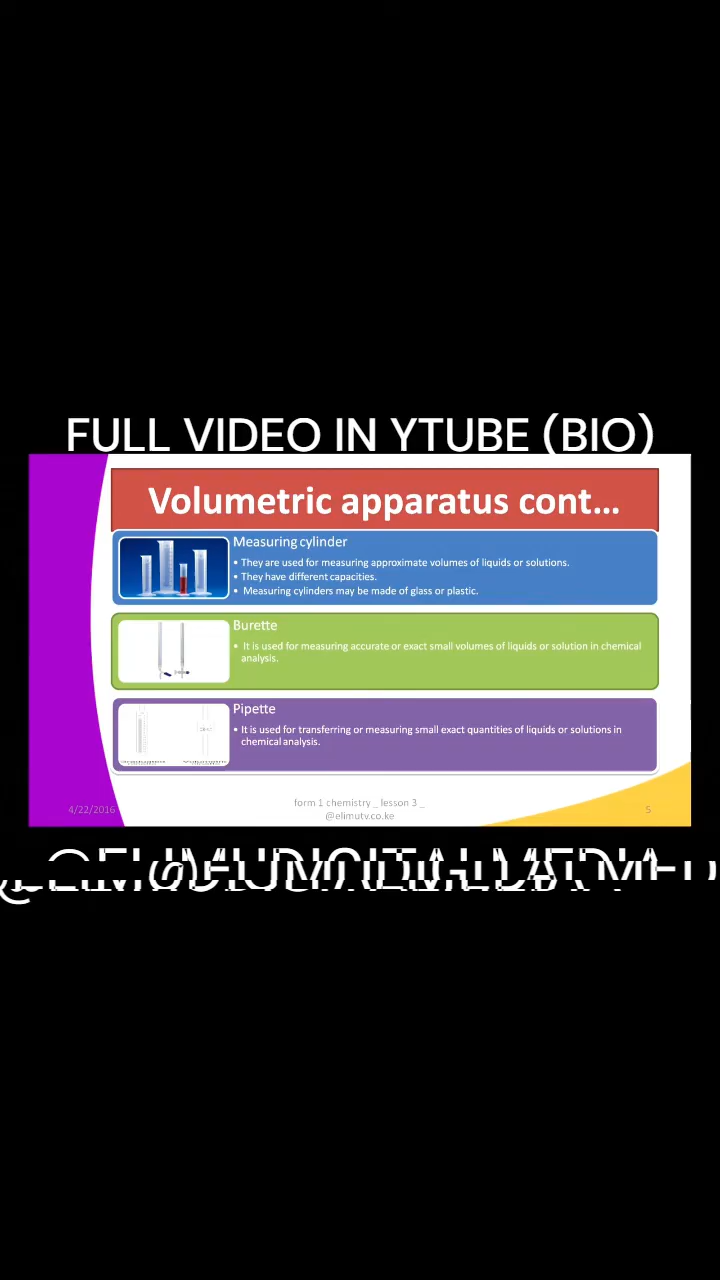 FULL VIDEO IN YTUBE (BIO)
Volumetric apparatus cont...
Measuring cylinder
• They are used for measuring approximate volumes of liquids or solutions.
• They have different capacities.
• Measuring cylinders may be made of glass or plastic.
Burette
• It is used for measuring accurate or exact small volumes of liquids or solution in chemical
analysis.
Pipette
• It is used for transferring or measuring small exact quantities of liquids or solutions in
chemical analysis.
4/22/2016
form 1 chemistry _ lesson 3 _
@elimutv.co.ke
5